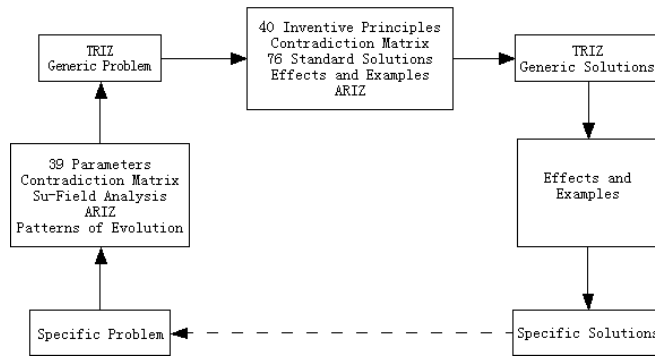 40 Inventive Principles
Contradiction Matrix
76 Standard Solutions
Effects and Examples
ARIZ
TRIZ
Generic Problem
TRIZ
Generic Solutions
39 Parameters
Contradiction Matrix
Su-Field Analysis
ARIZ
Patterns of Evolution
Effects and
Examples
Specific Problem
Specific Solutions